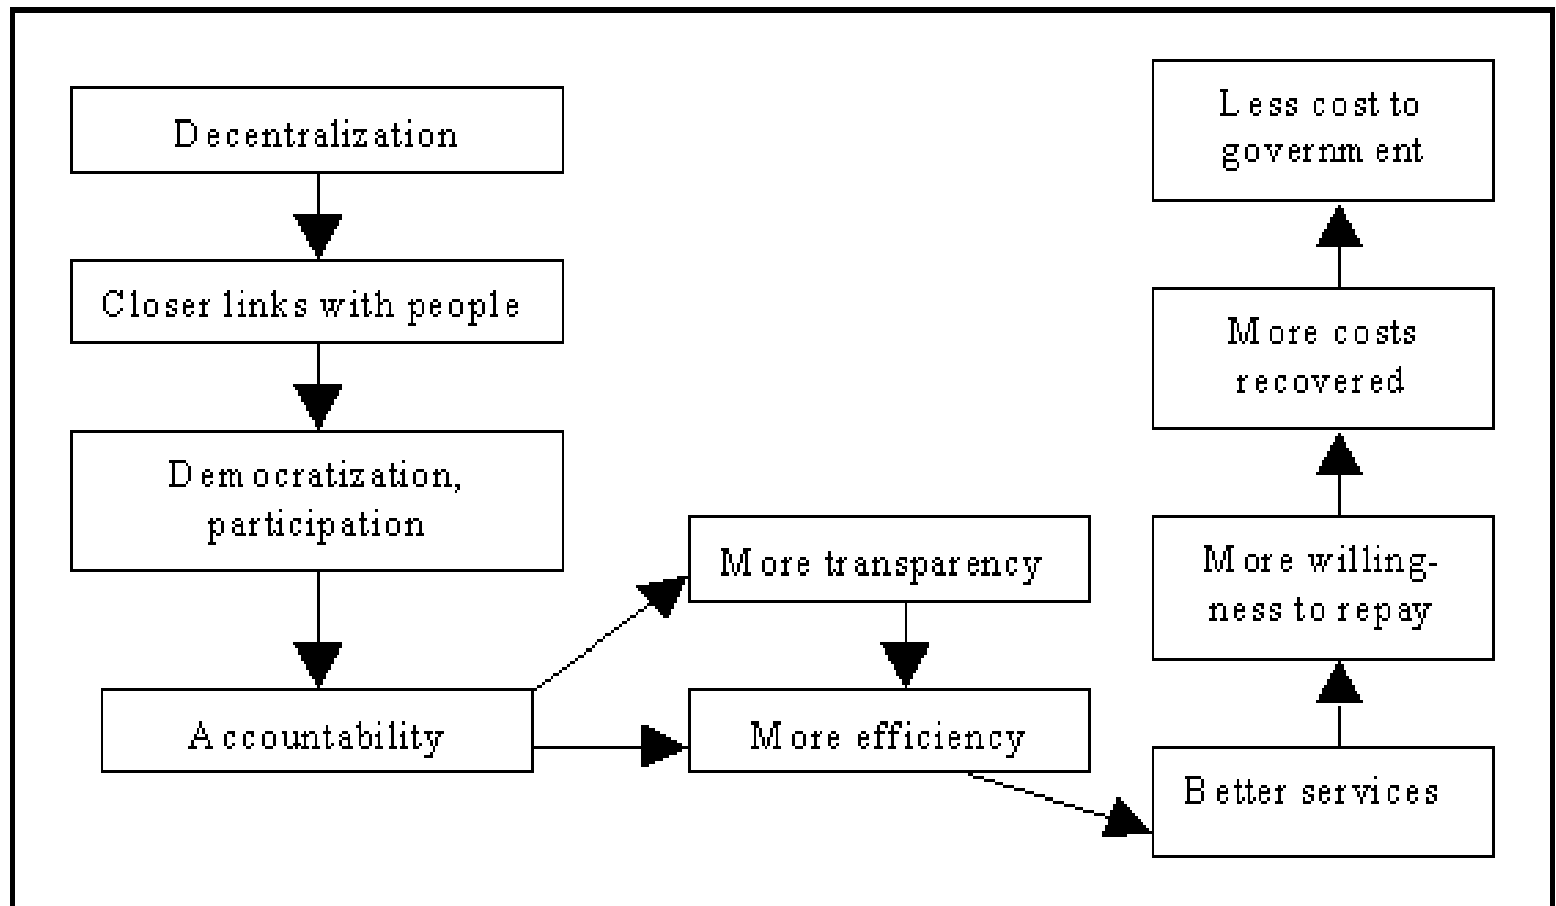 Decentralization
Closer links with people
Democratization,
participation
Accountability
More transparency
More efficiency
Better services
More willing-
ness to repay
More costs
recovered
Less cost to
government